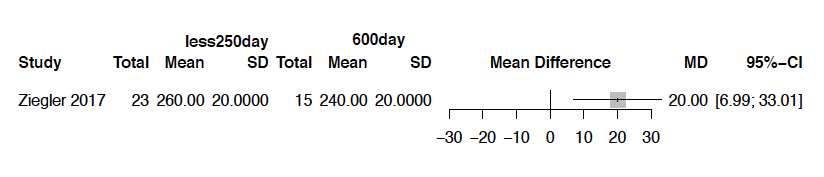 less250day 600day
Study Total Mean SD Total Mean SD Mean Difference MD 95%−CI
Ziegler 2017 23 260.00 20.0000 15 240.00 20.0000 20.00 [6.99; 33.01]
−30 −20 −10 0 10 20 30